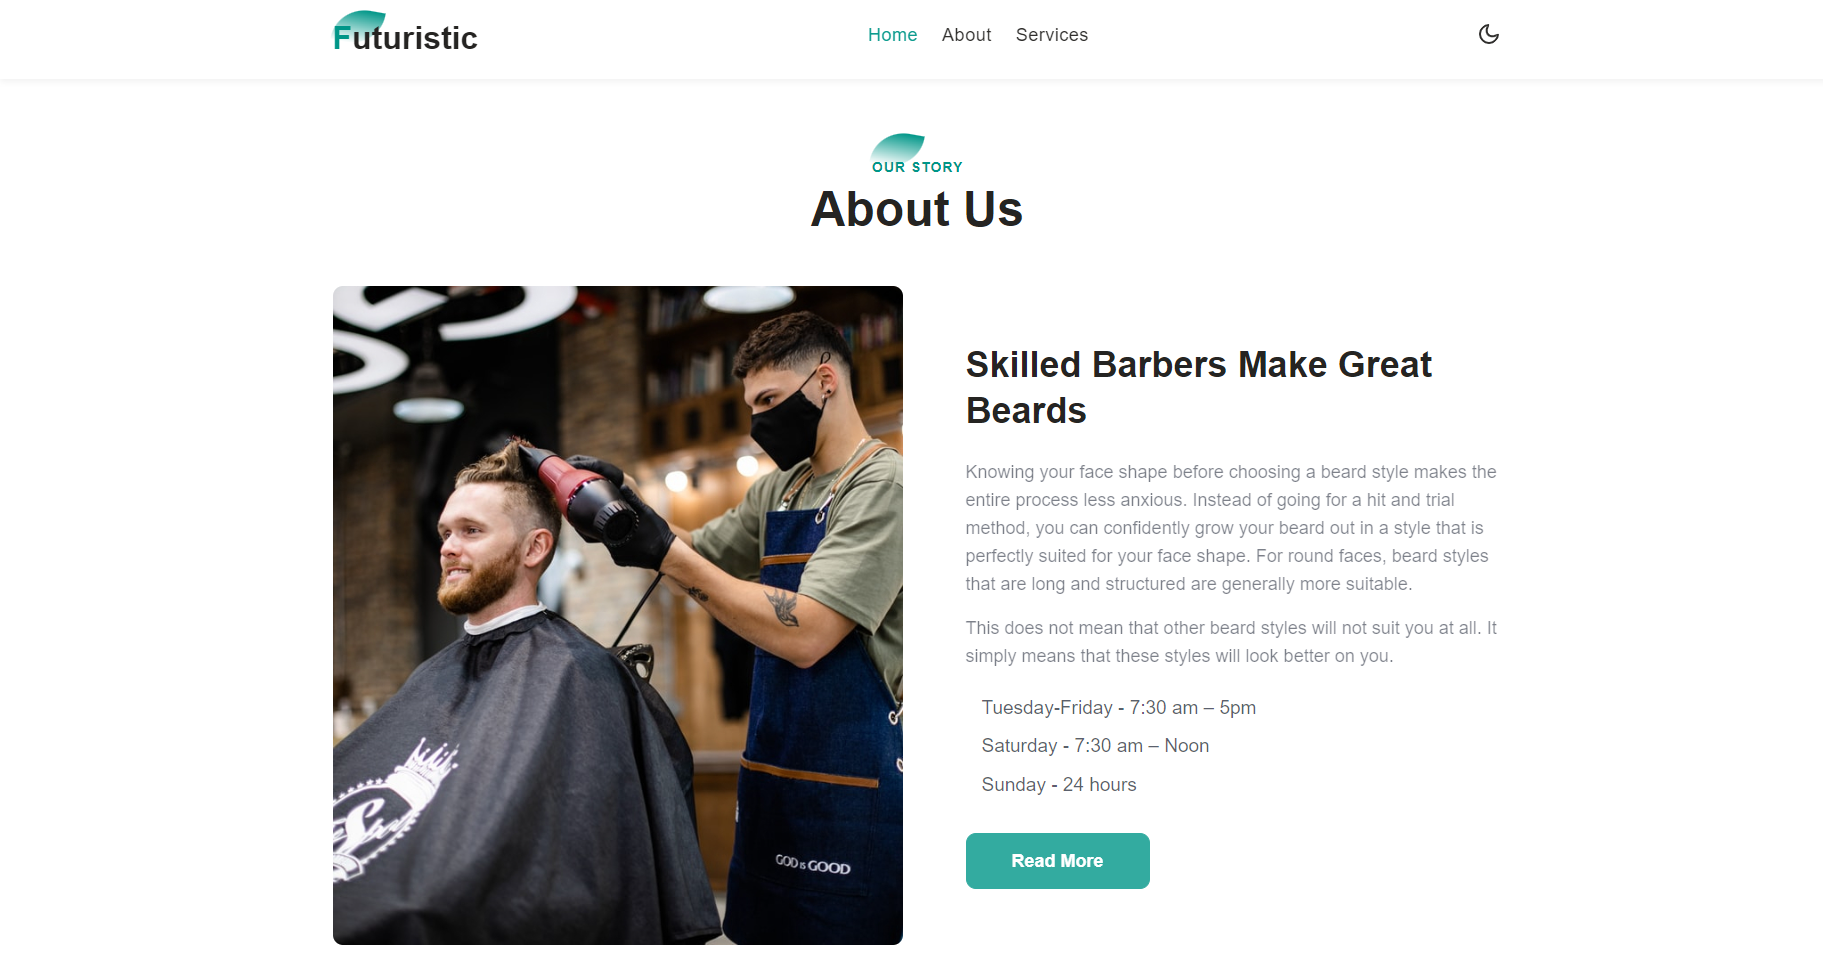 Futuristic
Home About Services
OUR STORY
About Us
Skilled Barbers Make Great
Beards
Knowing your face shape before choosing a beard style makes the
entire process less anxious. Instead of going for a hit and trial
method, you can confidently grow your beard out in a style that is
perfectly suited for your face shape. For round faces, beard styles
that are long and structured are generally more suitable.
This does not mean that other beard styles will not suit you at all. It
simply means that these styles will look better on you.
Tuesday-Friday - 7:30 am – 5pm
Saturday - 7:30 am – Noon
Sunday - 24 hours
Read More
GOD is GOOD